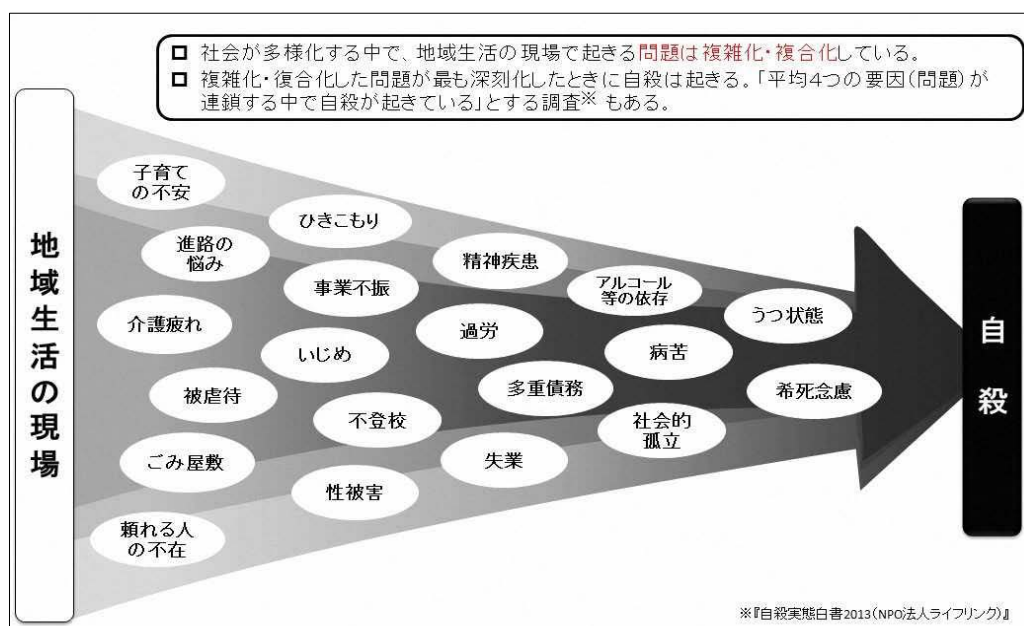 □ 社会が多様化する中で、地域生活の現場で起きる問題は複雑化・複合化している。
□ 複雑化・復合化した問題が最も深刻化したときに自殺は起きる。「平均4つの要因(問題)が
連鎖する中で自殺が起きている」とする調査※ もある。
地域生活の現場
子育て
の不安
ひきこもり
進路の
悩み
精神疾患
事業不振
アルコール
等の依存
うつ状態
介護疲れ
過労
いじめ
病苦
被虐待
多重債務
希死念慮
不登校
社会的
孤立
ごみ屋敷
失業
性被害
頼れる人
の不在
自殺
※『自殺実態白書2013(NPO法人ライフリンク)』